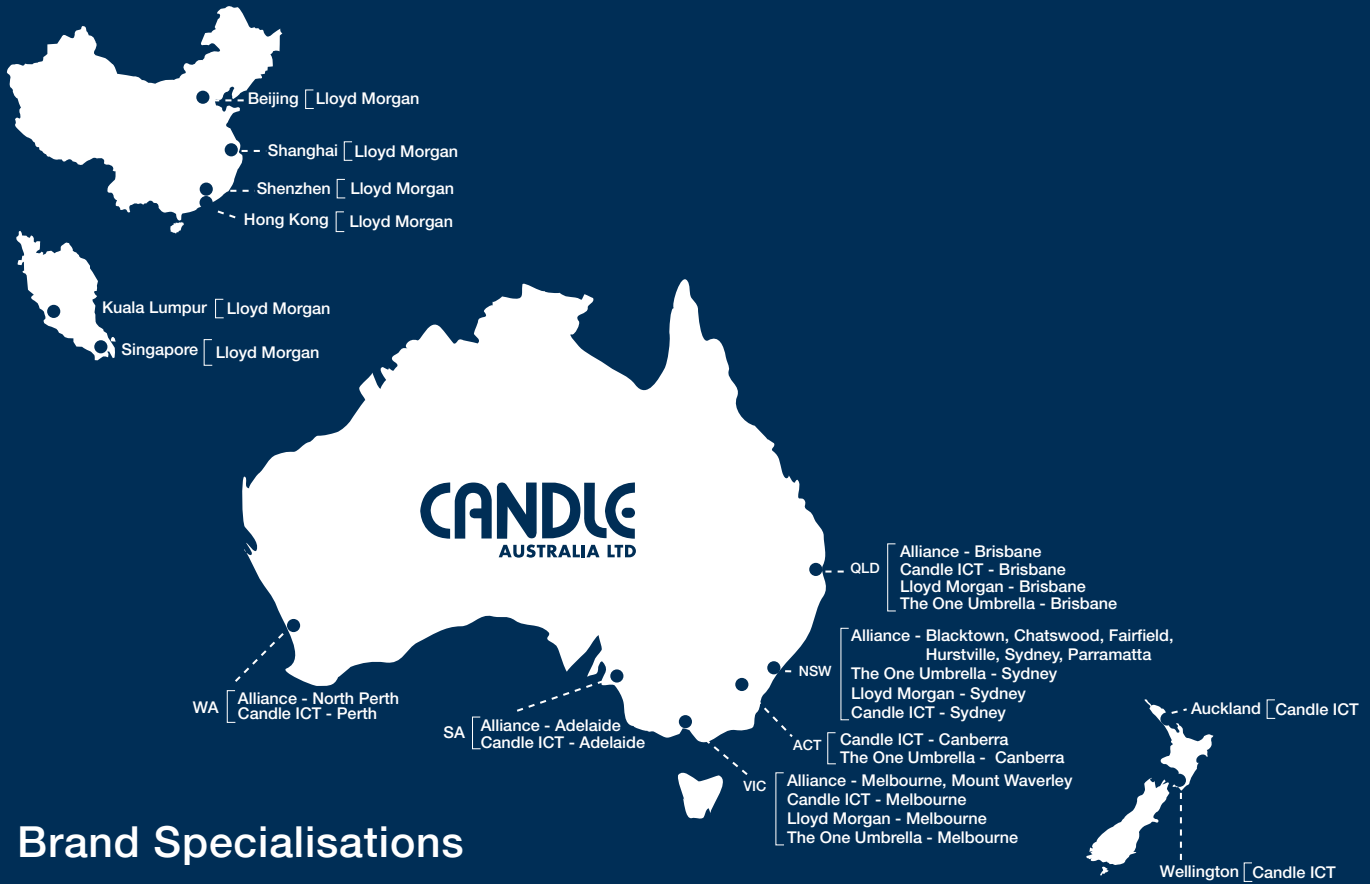 Beijing Lloyd Morgan
Shanghai Lloyd Morgan
Shenzhen Lloyd Morgan
Hong Kong Lloyd Morgan
Kuala Lumpur Lloyd Morgan
Singapore Lloyd Morgan
CANDLE
AUSTRALIA LTD
QLD
Alliance - Brisbane
Candle ICT - Brisbane
Lloyd Morgan - Brisbane
The One Umbrella - Brisbane
NSW
Alliance - Blacktown, Chatswood, Fairfield,
Hurstville, Sydney, Parramatta
The One Umbrella - Sydney
Lloyd Morgan - Sydney
Candle ICT - Sydney
WA
Alliance - North Perth
Candle ICT - Perth
SA
Alliance - Adelaide
Candle ICT - Adelaide
ACT
Candle ICT - Canberra
The One Umbrella - Canberra
VIC
Alliance - Melbourne, Mount Waverley
Candle ICT - Melbourne
Lloyd Morgan - Melbourne
The One Umbrella - Melbourne
Auckland Candle ICT
Wellington Candle ICT
Brand Specialisations